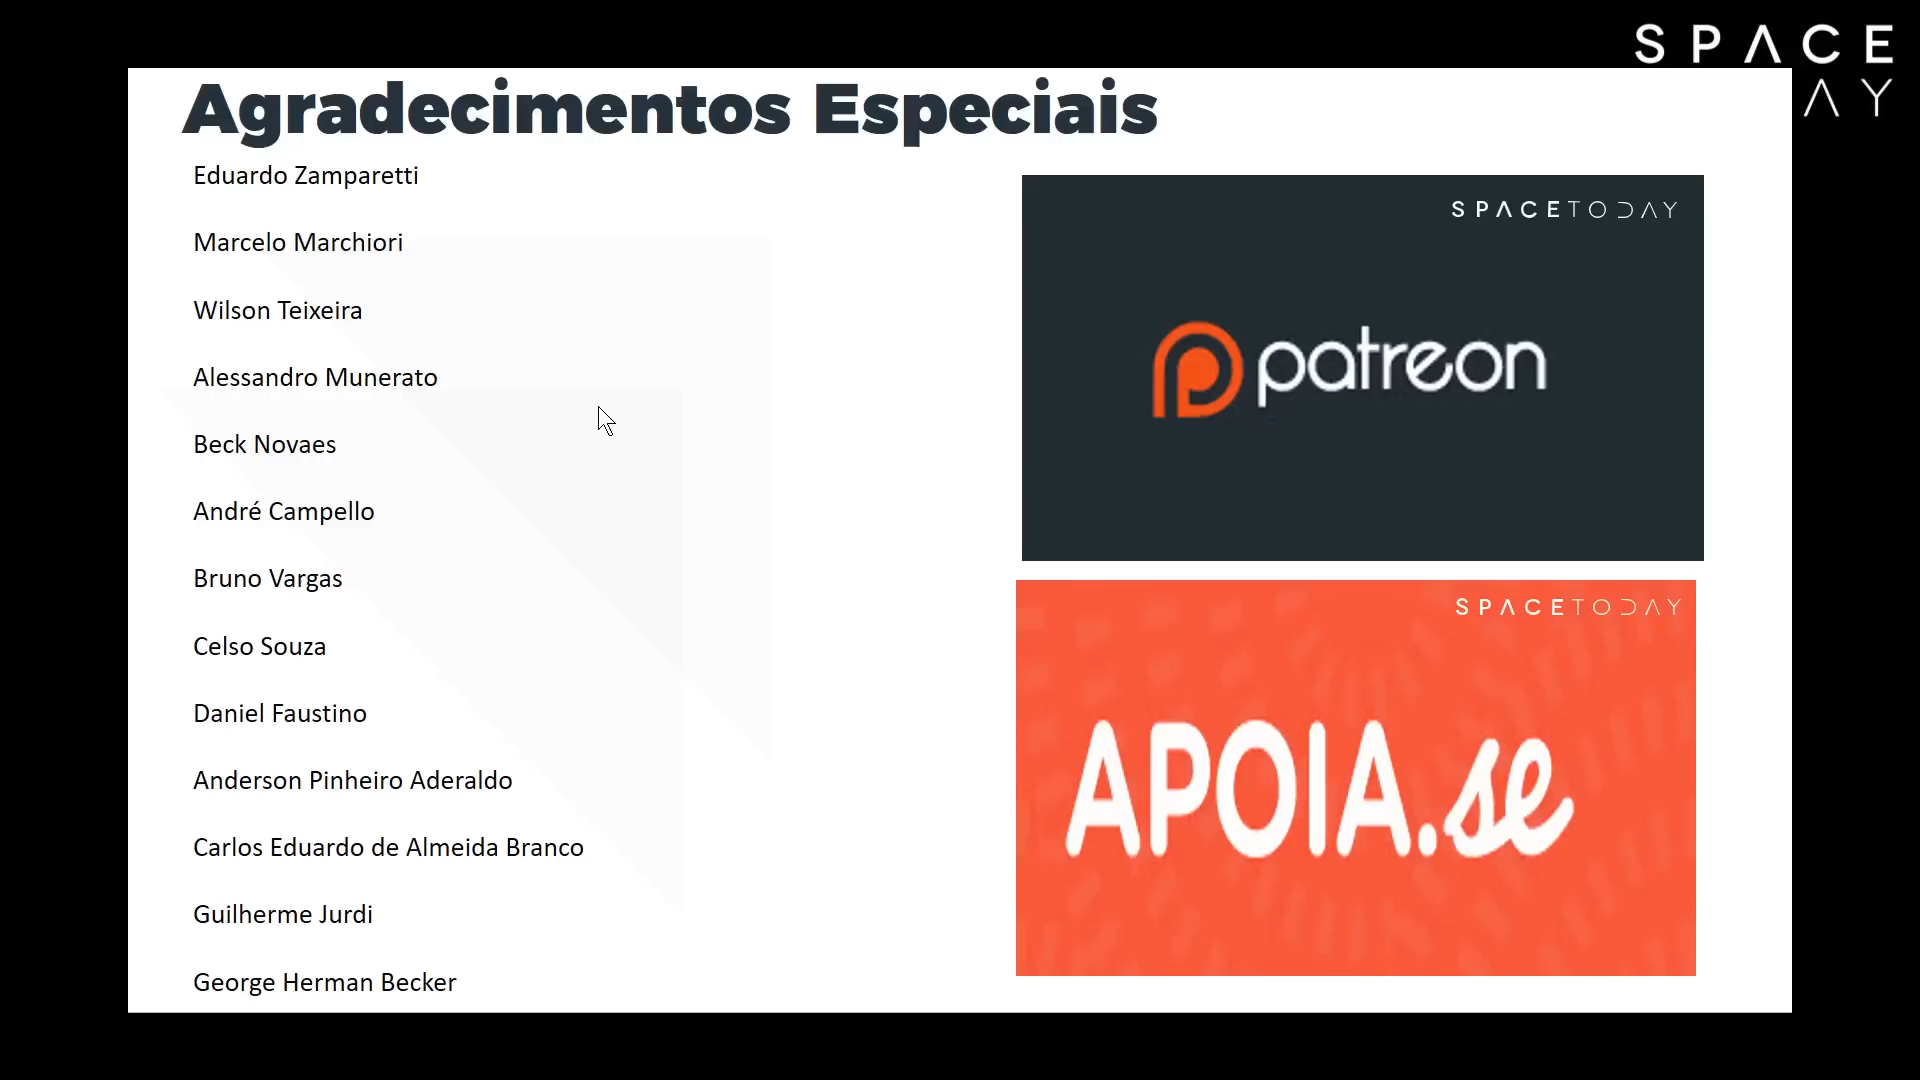 SPACE
AY
Agradecimentos Especiais
Eduardo Zamparetti
Marcelo Marchiori
Wilson Teixeira
Alessandro Munerato
Beck Novaes
André Campello
Bruno Vargas
Celso Souza
Daniel Faustino
Anderson Pinheiro Aderaldo
Carlos Eduardo de Almeida Branco
Guilherme Jurdi
George Herman Becker
SPACETODAY
patreon
SPACETODAY
APOIA.se